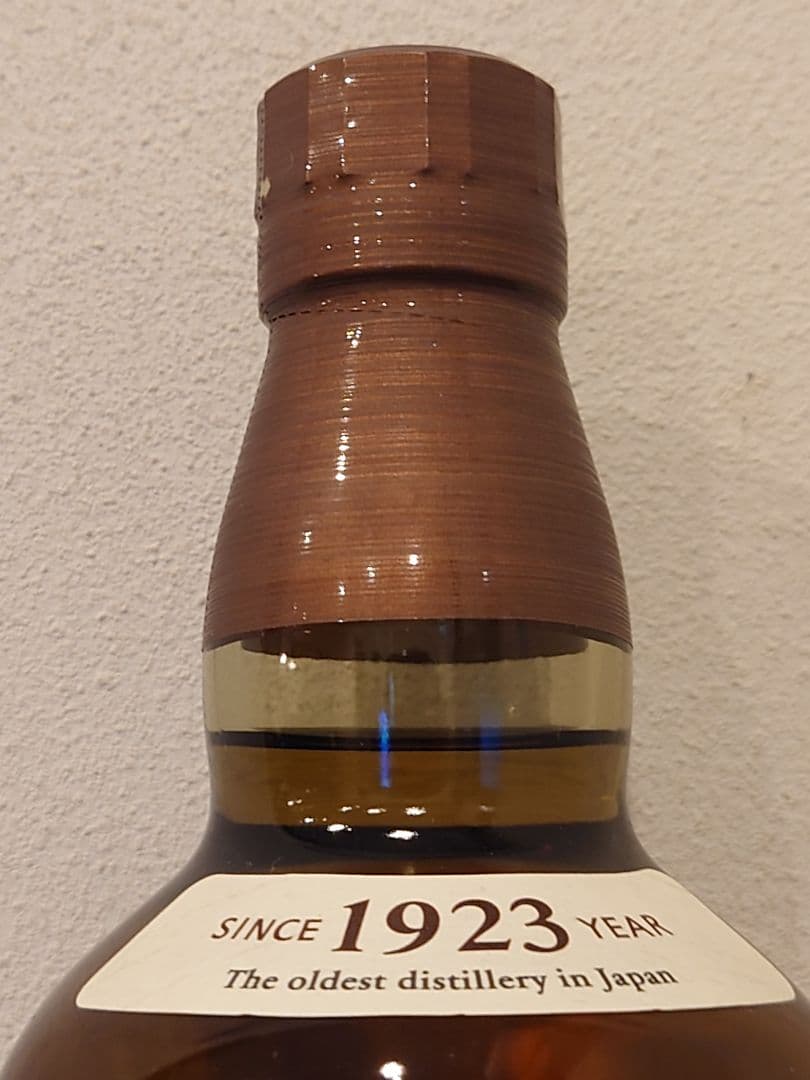 SINCE 1923 YEAR
The oldest distillery in Japan